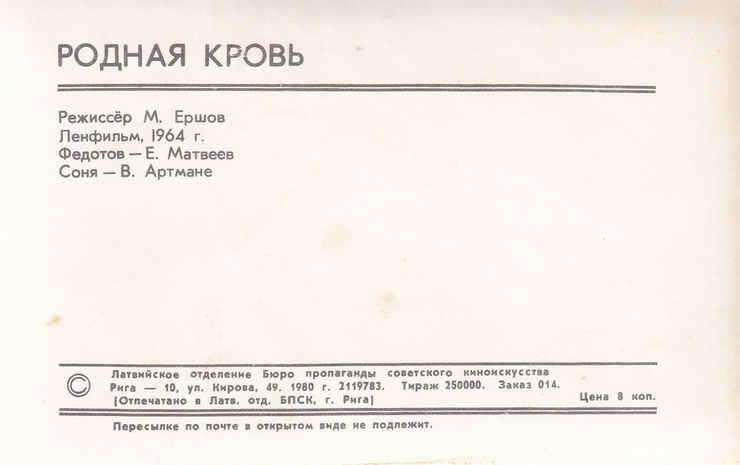 РОДНАЯ КРОВЬ
Режиссёр М. Ершов
Ленфильм, 1964 г.
Федотов — Е. Матвеев
Соня — В. Артмане
© Латвийское отделение Бюро пропаганды советского киноискусства
Рига — 10, ул. Кирова, 49. 1980 г. 2119783. Тираж 250000. Заказ 014.
[Отпечатано в Латв. отд. БПСК, г. Рига] Цена 8 коп.
Пересылке по почте в открытом виде не подлежит.